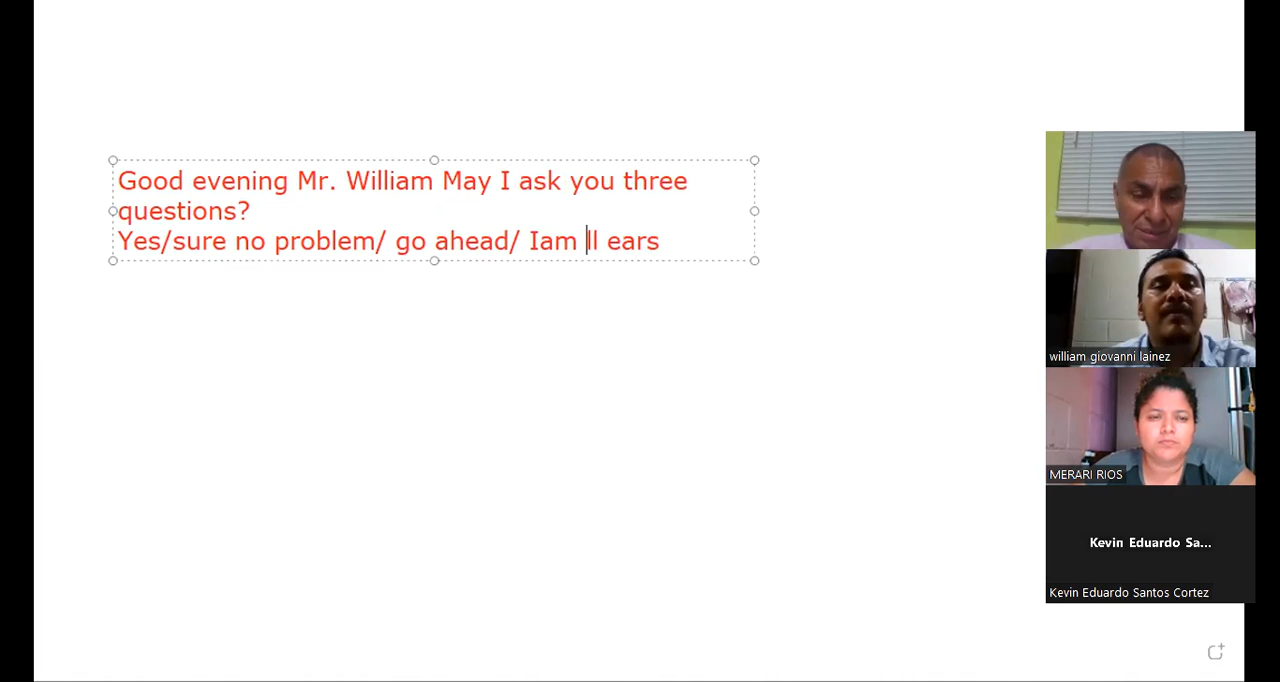 Good evening Mr. William May I ask you three
questions?
Yes/sure no problem/ go ahead/ Iam ll ears
william giovanni lainez
MERARI RIOS
Kevin Eduardo Sa...
Kevin Eduardo Santos Cortez